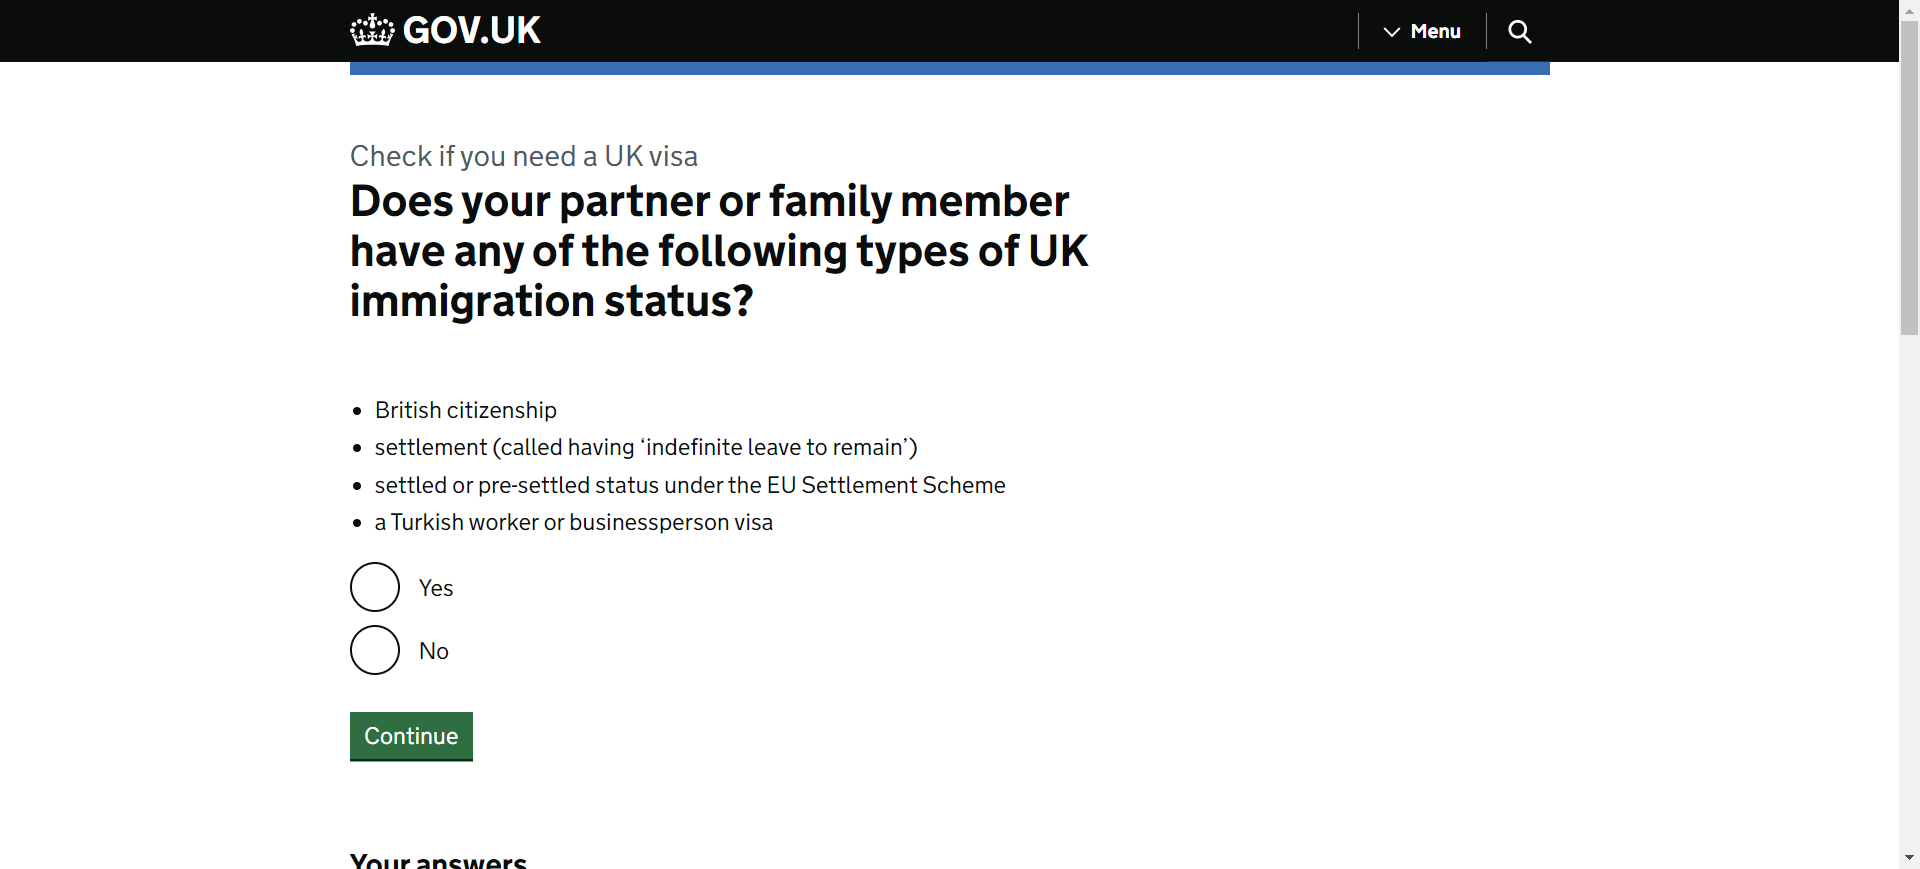 GOV.UK
Menu
Check if you need a UK visa
Does your partner or family member
have any of the following types of UK
immigration status?
British citizenship
settlement (called having ‘indefinite leave to remain’)
settled or pre-settled status under the EU Settlement Scheme
a Turkish worker or businessperson visa
Yes
No
Continue
Your answers